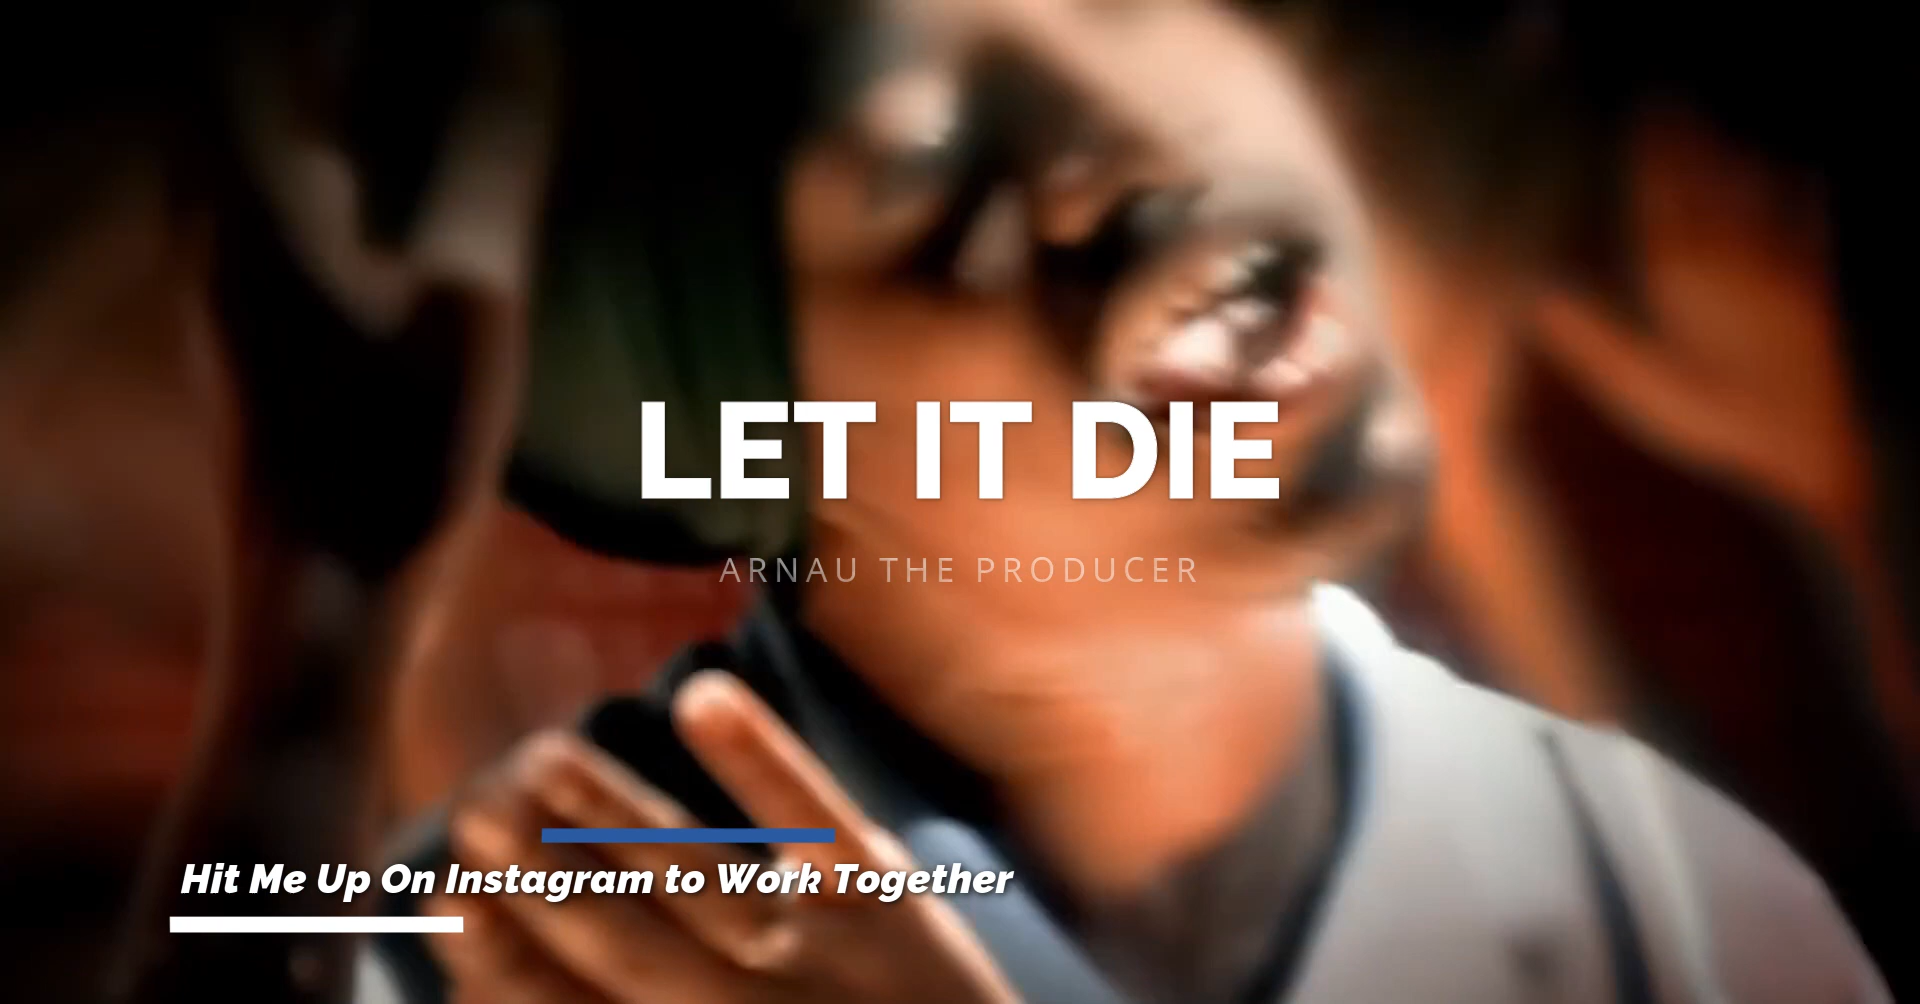 LET IT DIE
ARNAU THE PRODUCER
Hit Me Up On Instagram to Work Together